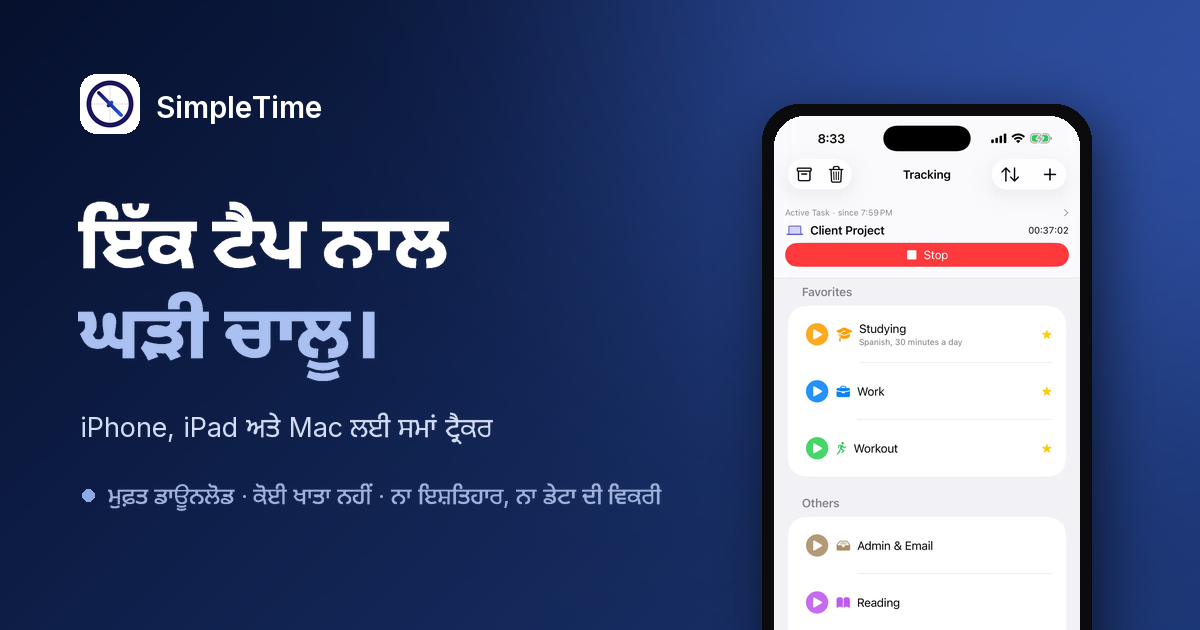 SimpleTime
ਇੱਕ ਟੈਪ ਨਾਲ
ਘੜੀ ਚਾਲੂ।
iPhone, iPad ਅਤੇ Mac ਲਈ ਸਮਾਂ ਟ੍ਰੈਕਰ
ਮੁਫ਼ਤ ਡਾਊਨਲੋਡ · ਕੋਈ ਖਾਤਾ ਨਹੀਂ · ਨਾ ਇਸ਼ਤਿਹਾਰ, ਨਾ ਡੇਟਾ ਦੀ ਵਿਕਰੀ
8:33
Tracking
Active Task · since 7:59 PM
Client Project 00:37:02
Stop
Favorites
Studying
Spanish, 30 minutes a day
Work
Workout
Others
Admin & Email
Reading